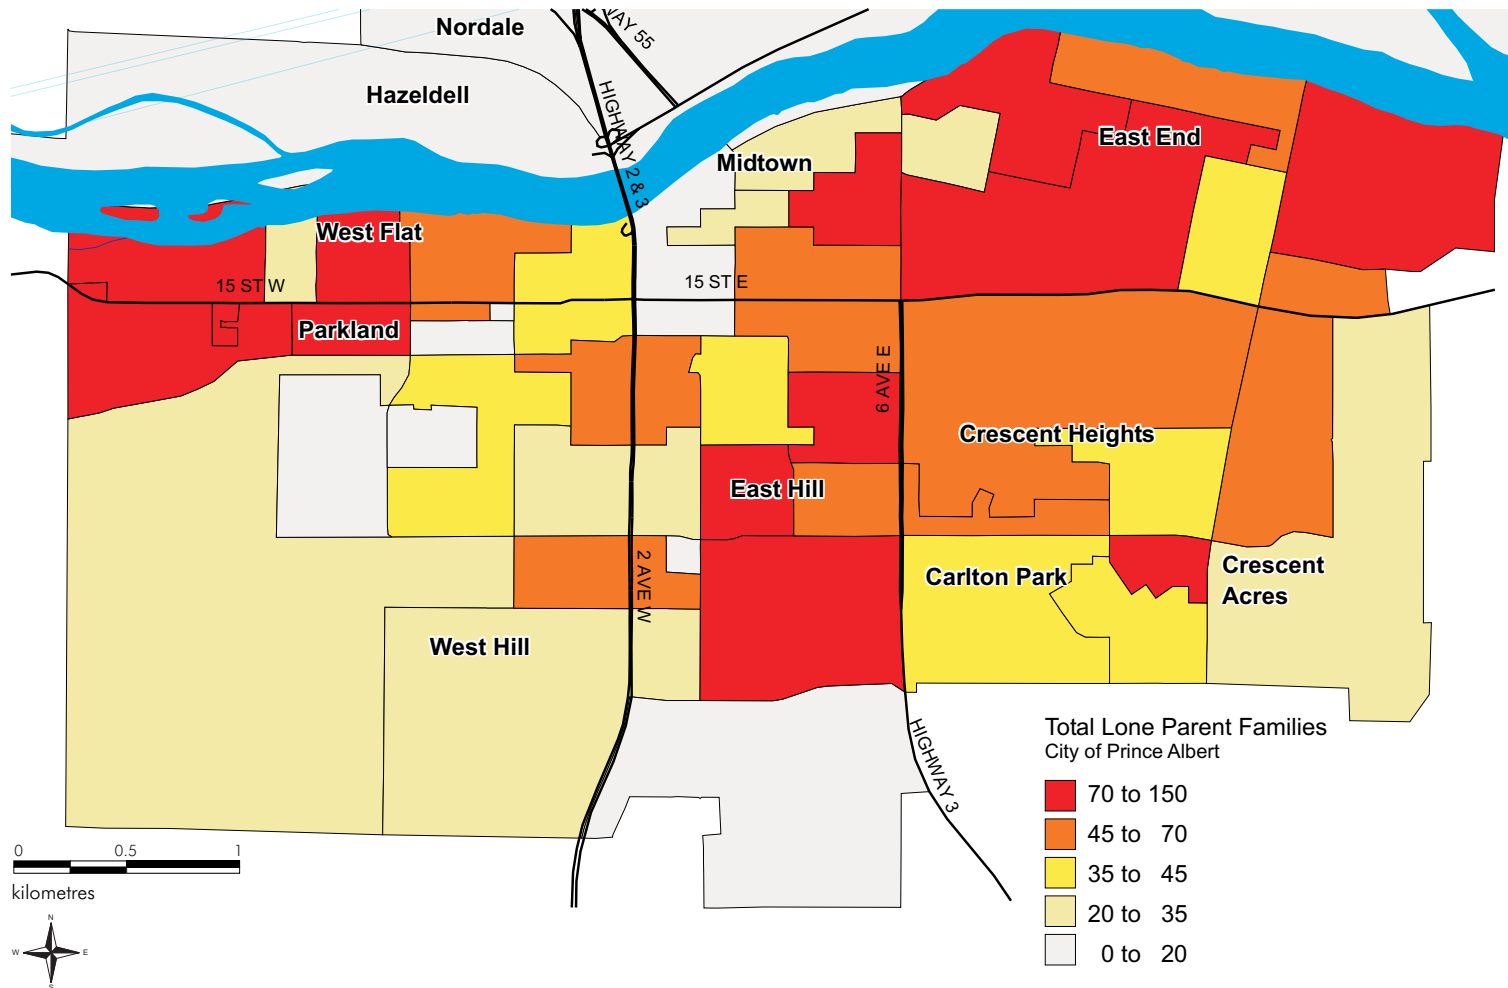 Nordale
WAY 55
Hazeldell
HIGHWAY 2 & 3
Midtown
East End
West Flat
15 ST W
15 ST E
Parkland
6 AVE E
Crescent Heights
East Hill
2 AVE W
Carlton Park
Crescent
Acres
West Hill
HIGHWAY 3
Total Lone Parent Families
City of Prince Albert
70 to 150
45 to 70
35 to 45
20 to 35
0 to 20
0 0.5 1
kilometres
N
W E
S